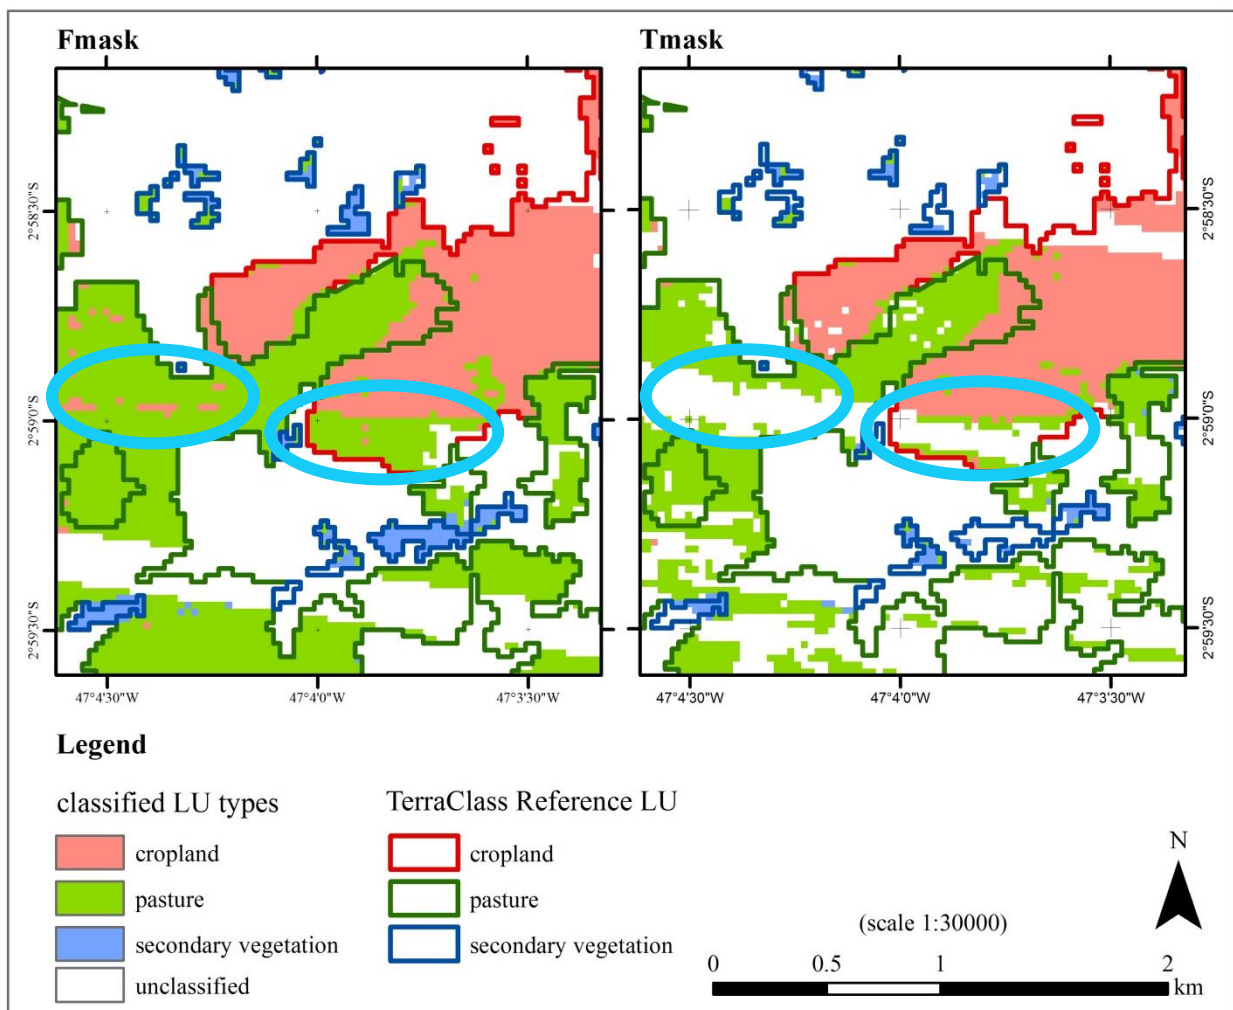 Fmask
Tmask
2°58'30"S
2°59'0"S
2°59'30"S
2°58'30"S
2°59'0"S
2°59'30"S
47°4'30"W
47°4'0"W
47°3'30"W
47°4'30"W
47°4'0"W
47°3'30"W
Legend
classified LU types
TerraClass Reference LU
cropland
cropland
pasture
pasture
secondary vegetation
secondary vegetation
unclassified
N
(scale 1:30000)
0 0.5 1 2
km